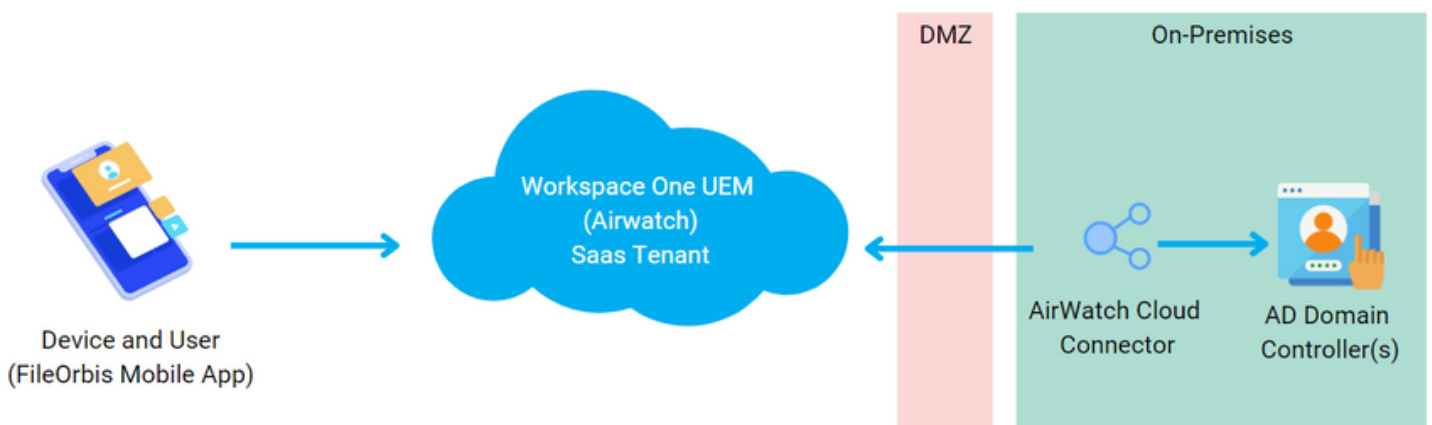 DMZ
On-Premises
Workspace One UEM
(Airwatch)
Saas Tenant
Device and User
(FileOrbis Mobile App)
AirWatch Cloud
Connector
AD Domain
Controller(s)